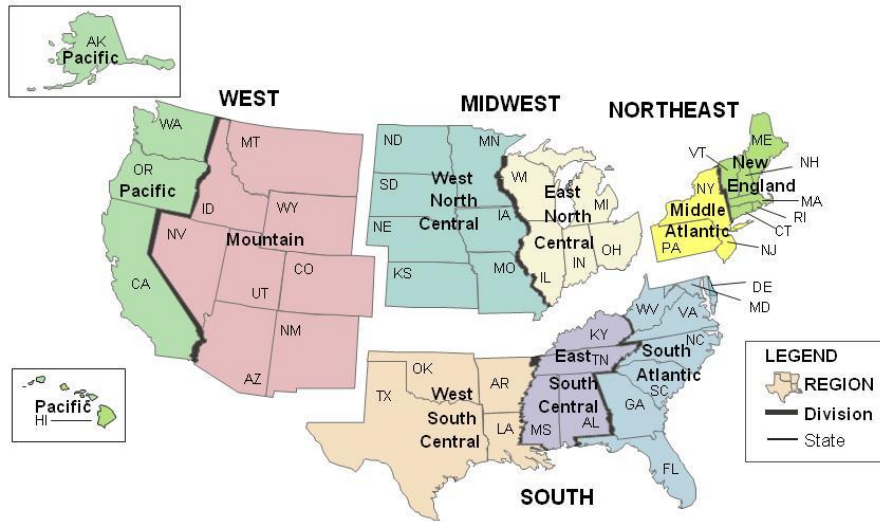 AK
Pacific
WEST
MIDWEST
NORTHEAST
WA
OR
Pacific
CA
MT
ID
WY
NV
Mountain
CO
UT
NM
AZ
ND
MN
SD
West
North
Central
NE
IA
KS
MO
WI
East
North
Central
MI
IL
IN
OH
ME
VT
New
England
NH
MA
RI
CT
NY
Middle
Atlantic
PA
NJ
DE
MD
WV
VA
NC
South
Atlantic
SC
GA
FL
KY
East
TN
South
Central
MS
AL
OK
TX
AR
West
South
Central
LA
SOUTH
Pacific
HI
LEGEND
REGION
Division
State